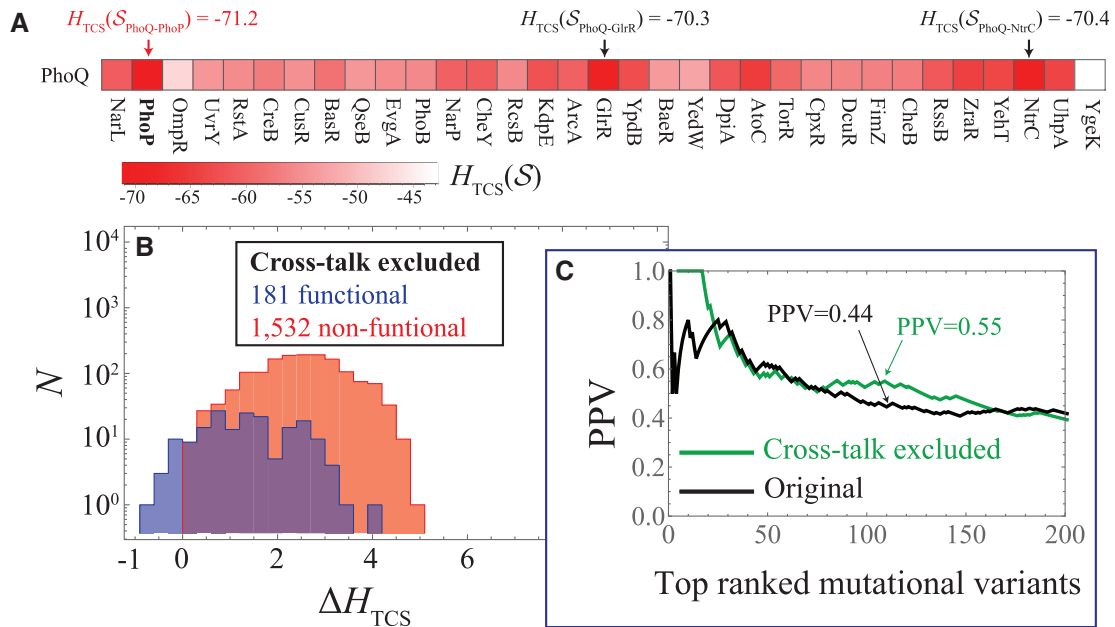 A
H_TCS(S_PhoQ-PhoP) = -71.2
H_TCS(S_PhoQ-GlrR) = -70.3
H_TCS(S_PhoQ-NtrC) = -70.4
PhoQ
NarL
PhoP
OmpR
UvrY
RstA
CreB
CusR
BasR
QseB
EvgA
PhoB
NarP
CheY
RcsB
KdpE
ArcA
GlrR
YpdB
BaeR
YedW
DpiA
AtoC
TorR
CpxR
DcuR
FimZ
CheB
RssB
ZraR
YehT
NtrC
UhpA
YgeK
-70 -65 -60 -55 -50 -45
H_TCS(S)
B
Cross-talk excluded
181 functional
1,532 non-funtional
10^4
10^3
10^2
10^1
10^0
N
-1 0 2 4 6
ΔH_TCS
C
1.0
0.8
0.6
0.4
0.2
0.0
PPV
PPV=0.44
PPV=0.55
Cross-talk excluded
Original
0 50 100 150 200
Top ranked mutational variants